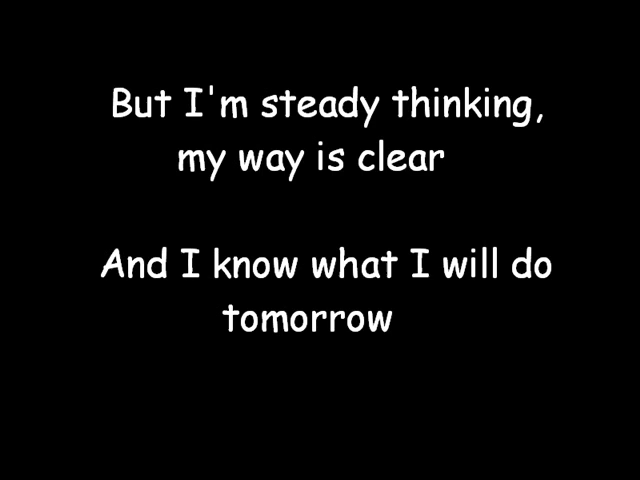 But I'm steady thinking,
my way is clear
And I know what I will do
tomorrow